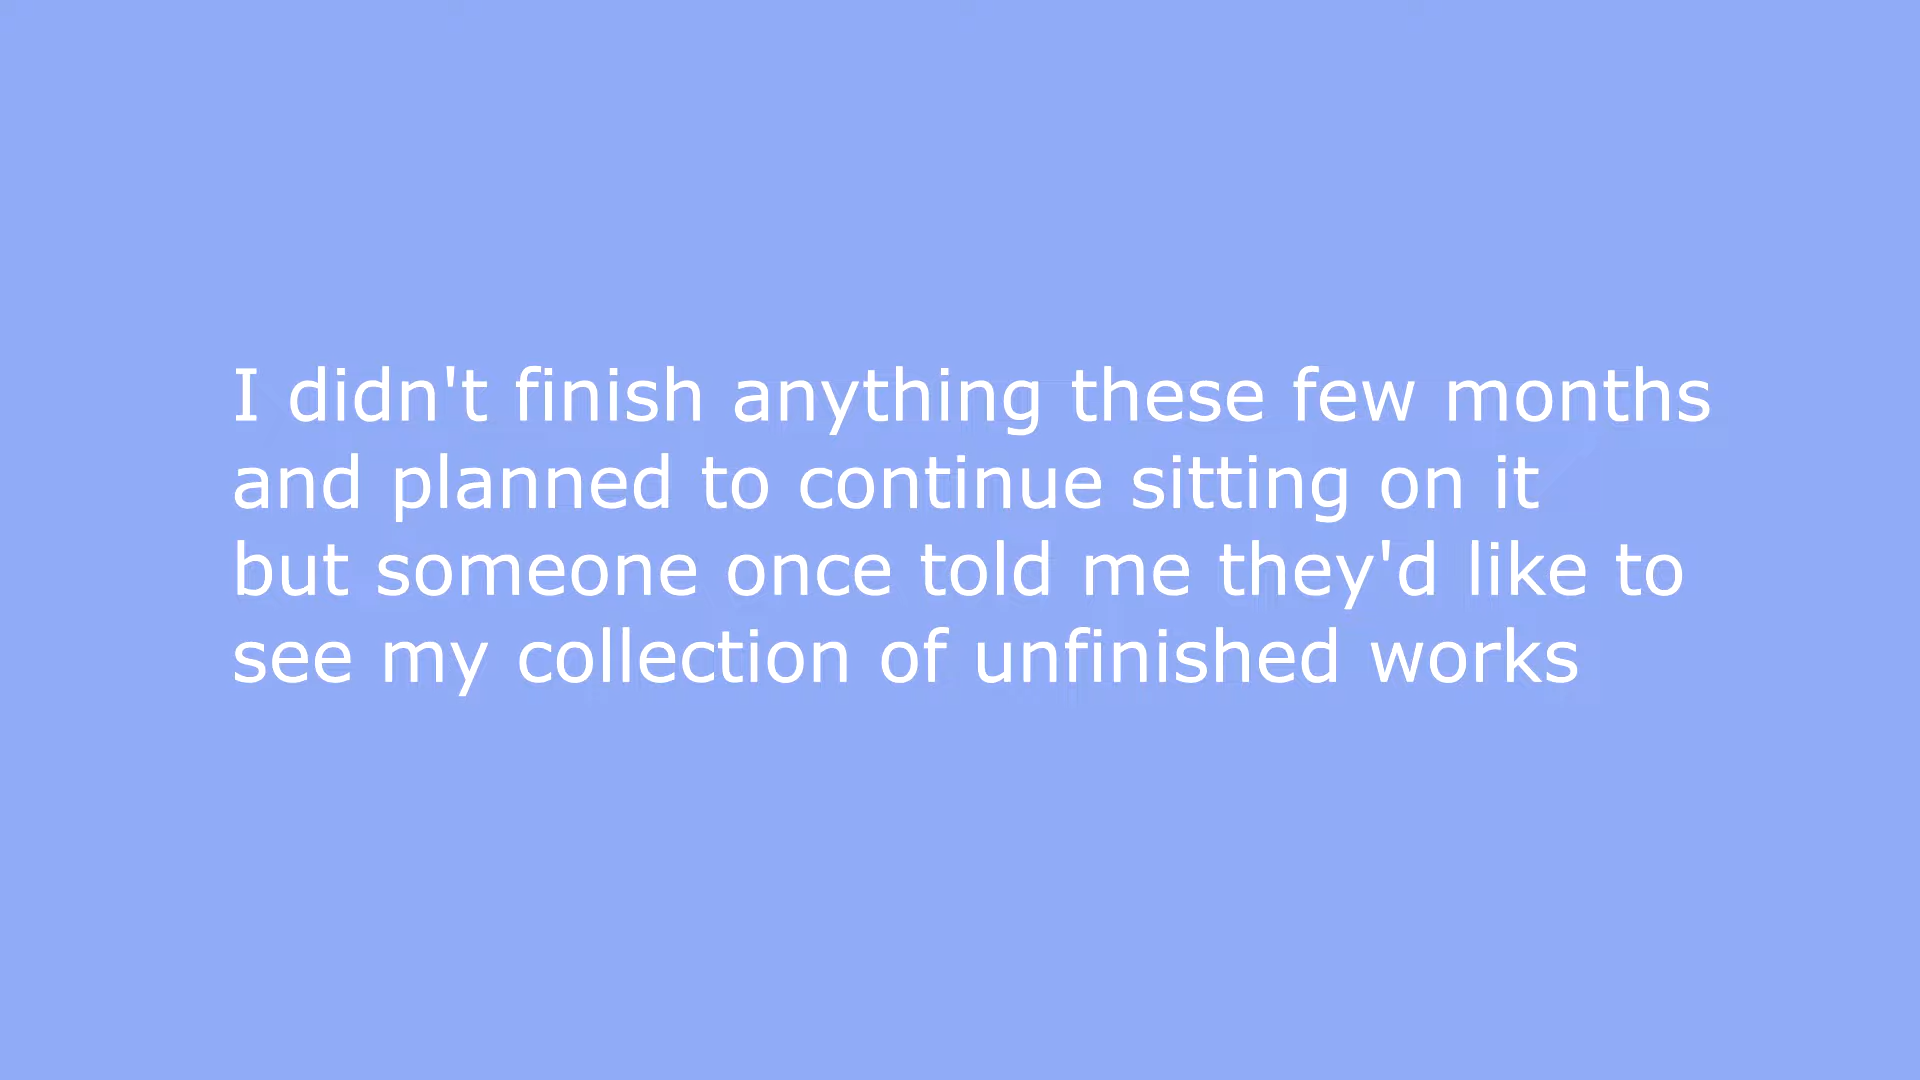 I didn't finish anything these few months
and planned to continue sitting on it
but someone once told me they'd like to
see my collection of unfinished works